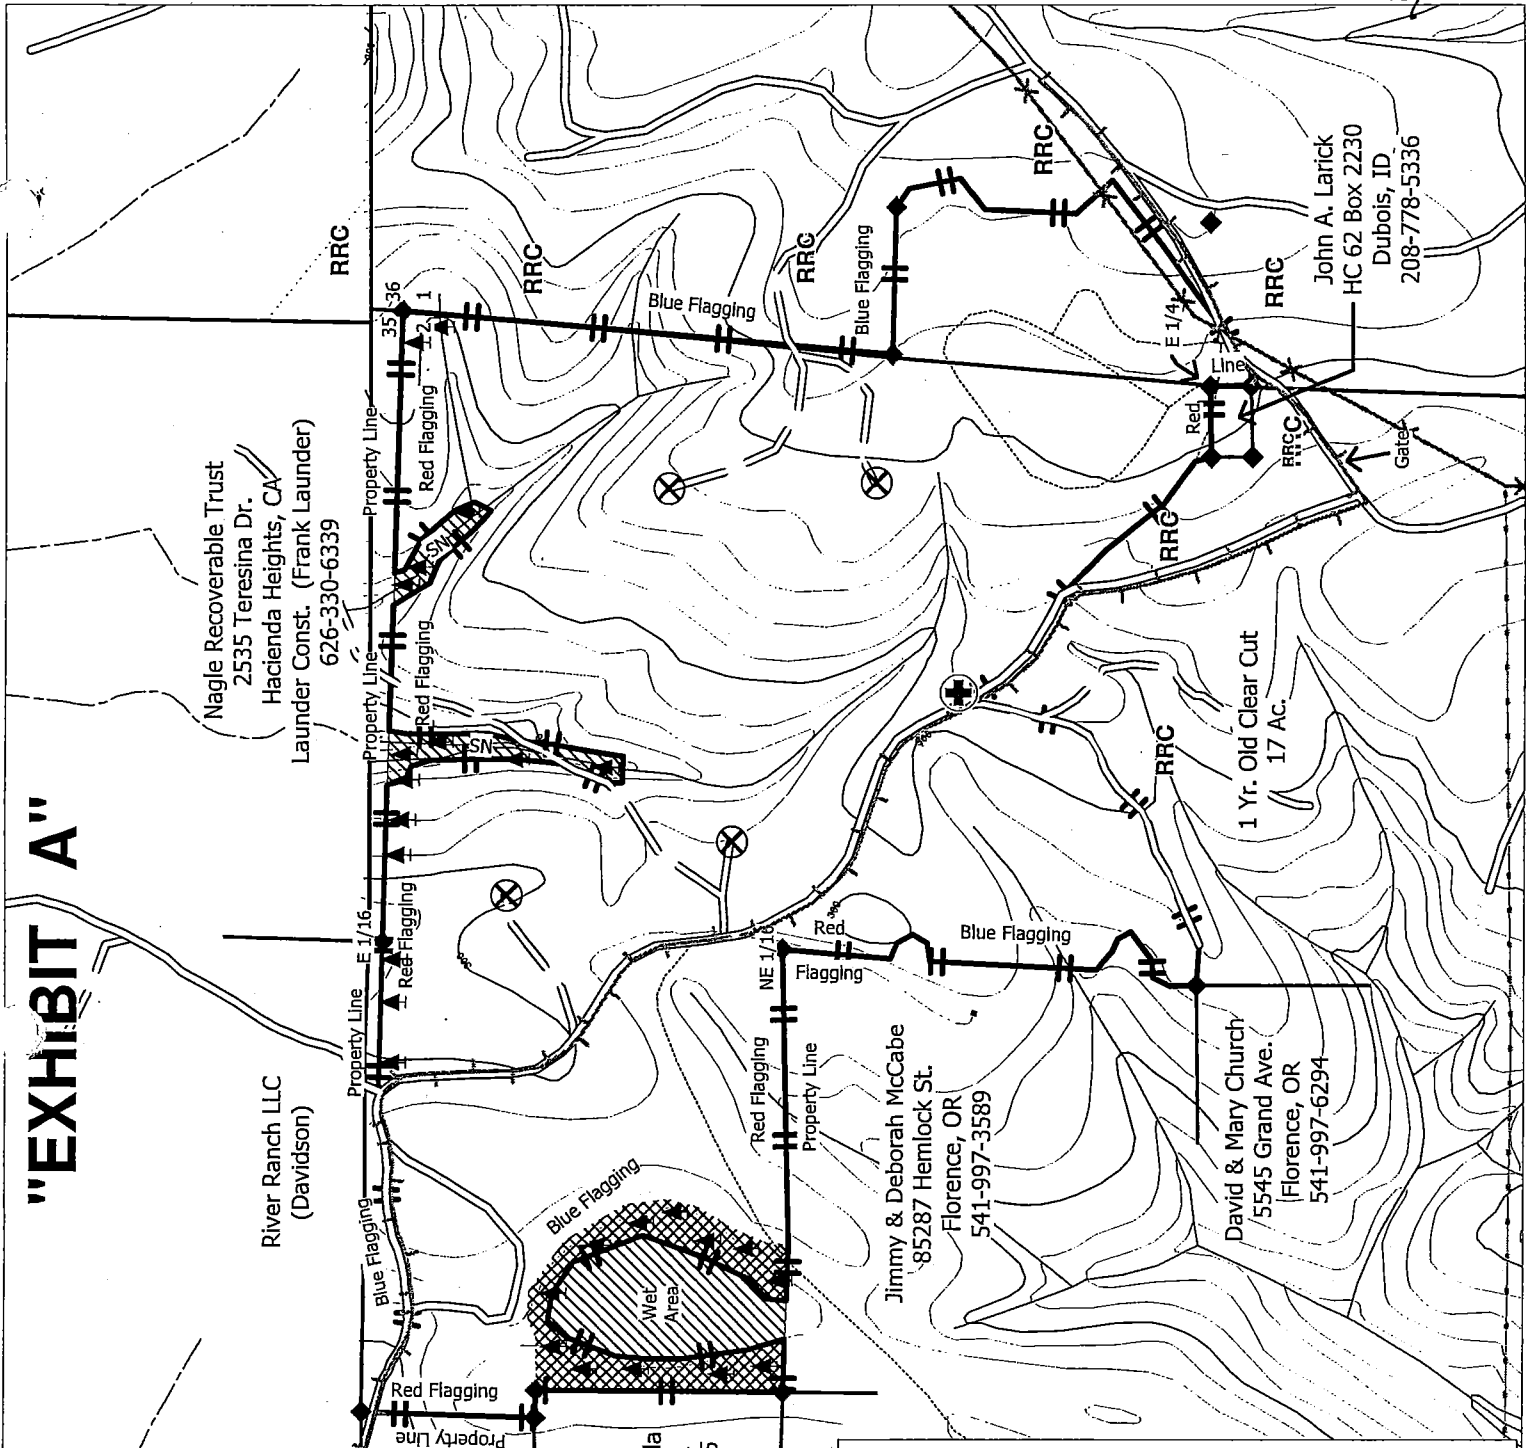 "EXHIBIT A"
River Ranch LLC
(Davidson)
Nagle Recoverable Trust
2535 Teresina Dr.
Hacienda Heights, CA
Launder Const. (Frank Launder)
626-330-6339
RRC
Property Line
Property Line
Property Line
Property Line
E 1/16
35
36
2
1
Blue Flagging
Red Flagging
Red Flagging
Red Flagging
Red Flagging
Property Line
SN
SN
RRC
Blue Flagging
RRC
Blue Flagging
RRC
Blue Flagging
Wet
Area
NE 1/16
Red
Flagging
Blue Flagging
Red Flagging
Property Line
Jimmy & Deborah McCabe
85287 Hemlock St.
Florence, OR
541-997-3589
David & Mary Church
5545 Grand Ave.
Florence, OR
541-997-6294
1 Yr. Old Clear Cut
17 Ac.
RRC
RRC
E 1/4
Red
Line
RRC
RRC
Gate
John A. Larick
HC 62 Box 2230
Dubois, ID
208-778-5336